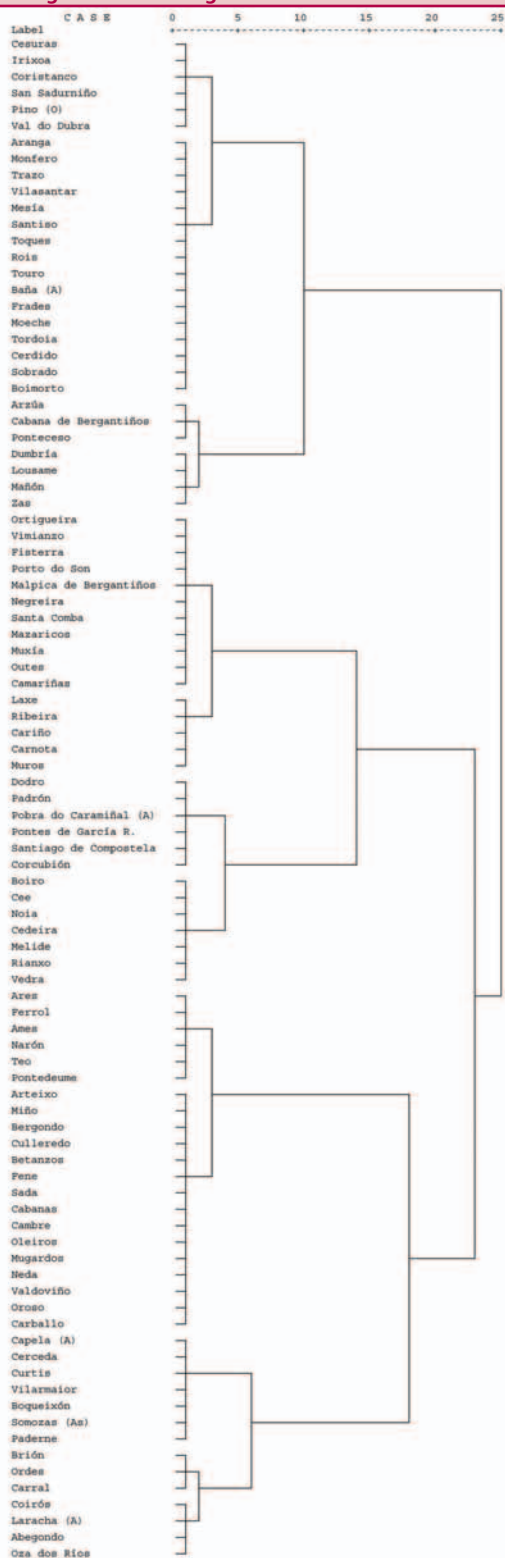 C A S E 0 5 10 15 20 25
Label
Cesuras
Irixoa
Coristanco
San Sadurniño
Pino (O)
Val do Dubra
Aranga
Monfero
Trazo
Vilasantar
Mesía
Santiso
Toques
Rois
Touro
Baña (A)
Frades
Moeche
Tordoia
Cerdido
Sobrado
Boimorto
Arzúa
Cabana de Bergantiños
Ponteceso
Dumbría
Lousame
Mañón
Zas
Ortigueira
Vimianzo
Fisterra
Porto do Son
Malpica de Bergantiños
Negreira
Santa Comba
Mazaricos
Muxía
Outes
Camariñas
Laxe
Ribeira
Cariño
Carnota
Muros
Dodro
Padrón
Pobra do Caramiñal (A)
Pontes de García R.
Santiago de Compostela
Corcubión
Boiro
Cee
Noia
Cedeira
Melide
Rianxo
Vedra
Ares
Ferrol
Ames
Narón
Teo
Pontedeume
Arteixo
Miño
Bergondo
Culleredo
Betanzos
Fene
Sada
Cabanas
Cambre
Oleiros
Mugardos
Neda
Valdoviño
Oroso
Carballo
Capela (A)
Cerceda
Curtis
Vilarmaior
Boqueixón
Somozas (As)
Paderne
Brión
Ordes
Carral
Coirós
Laracha (A)
Abegondo
Oza dos Ríos